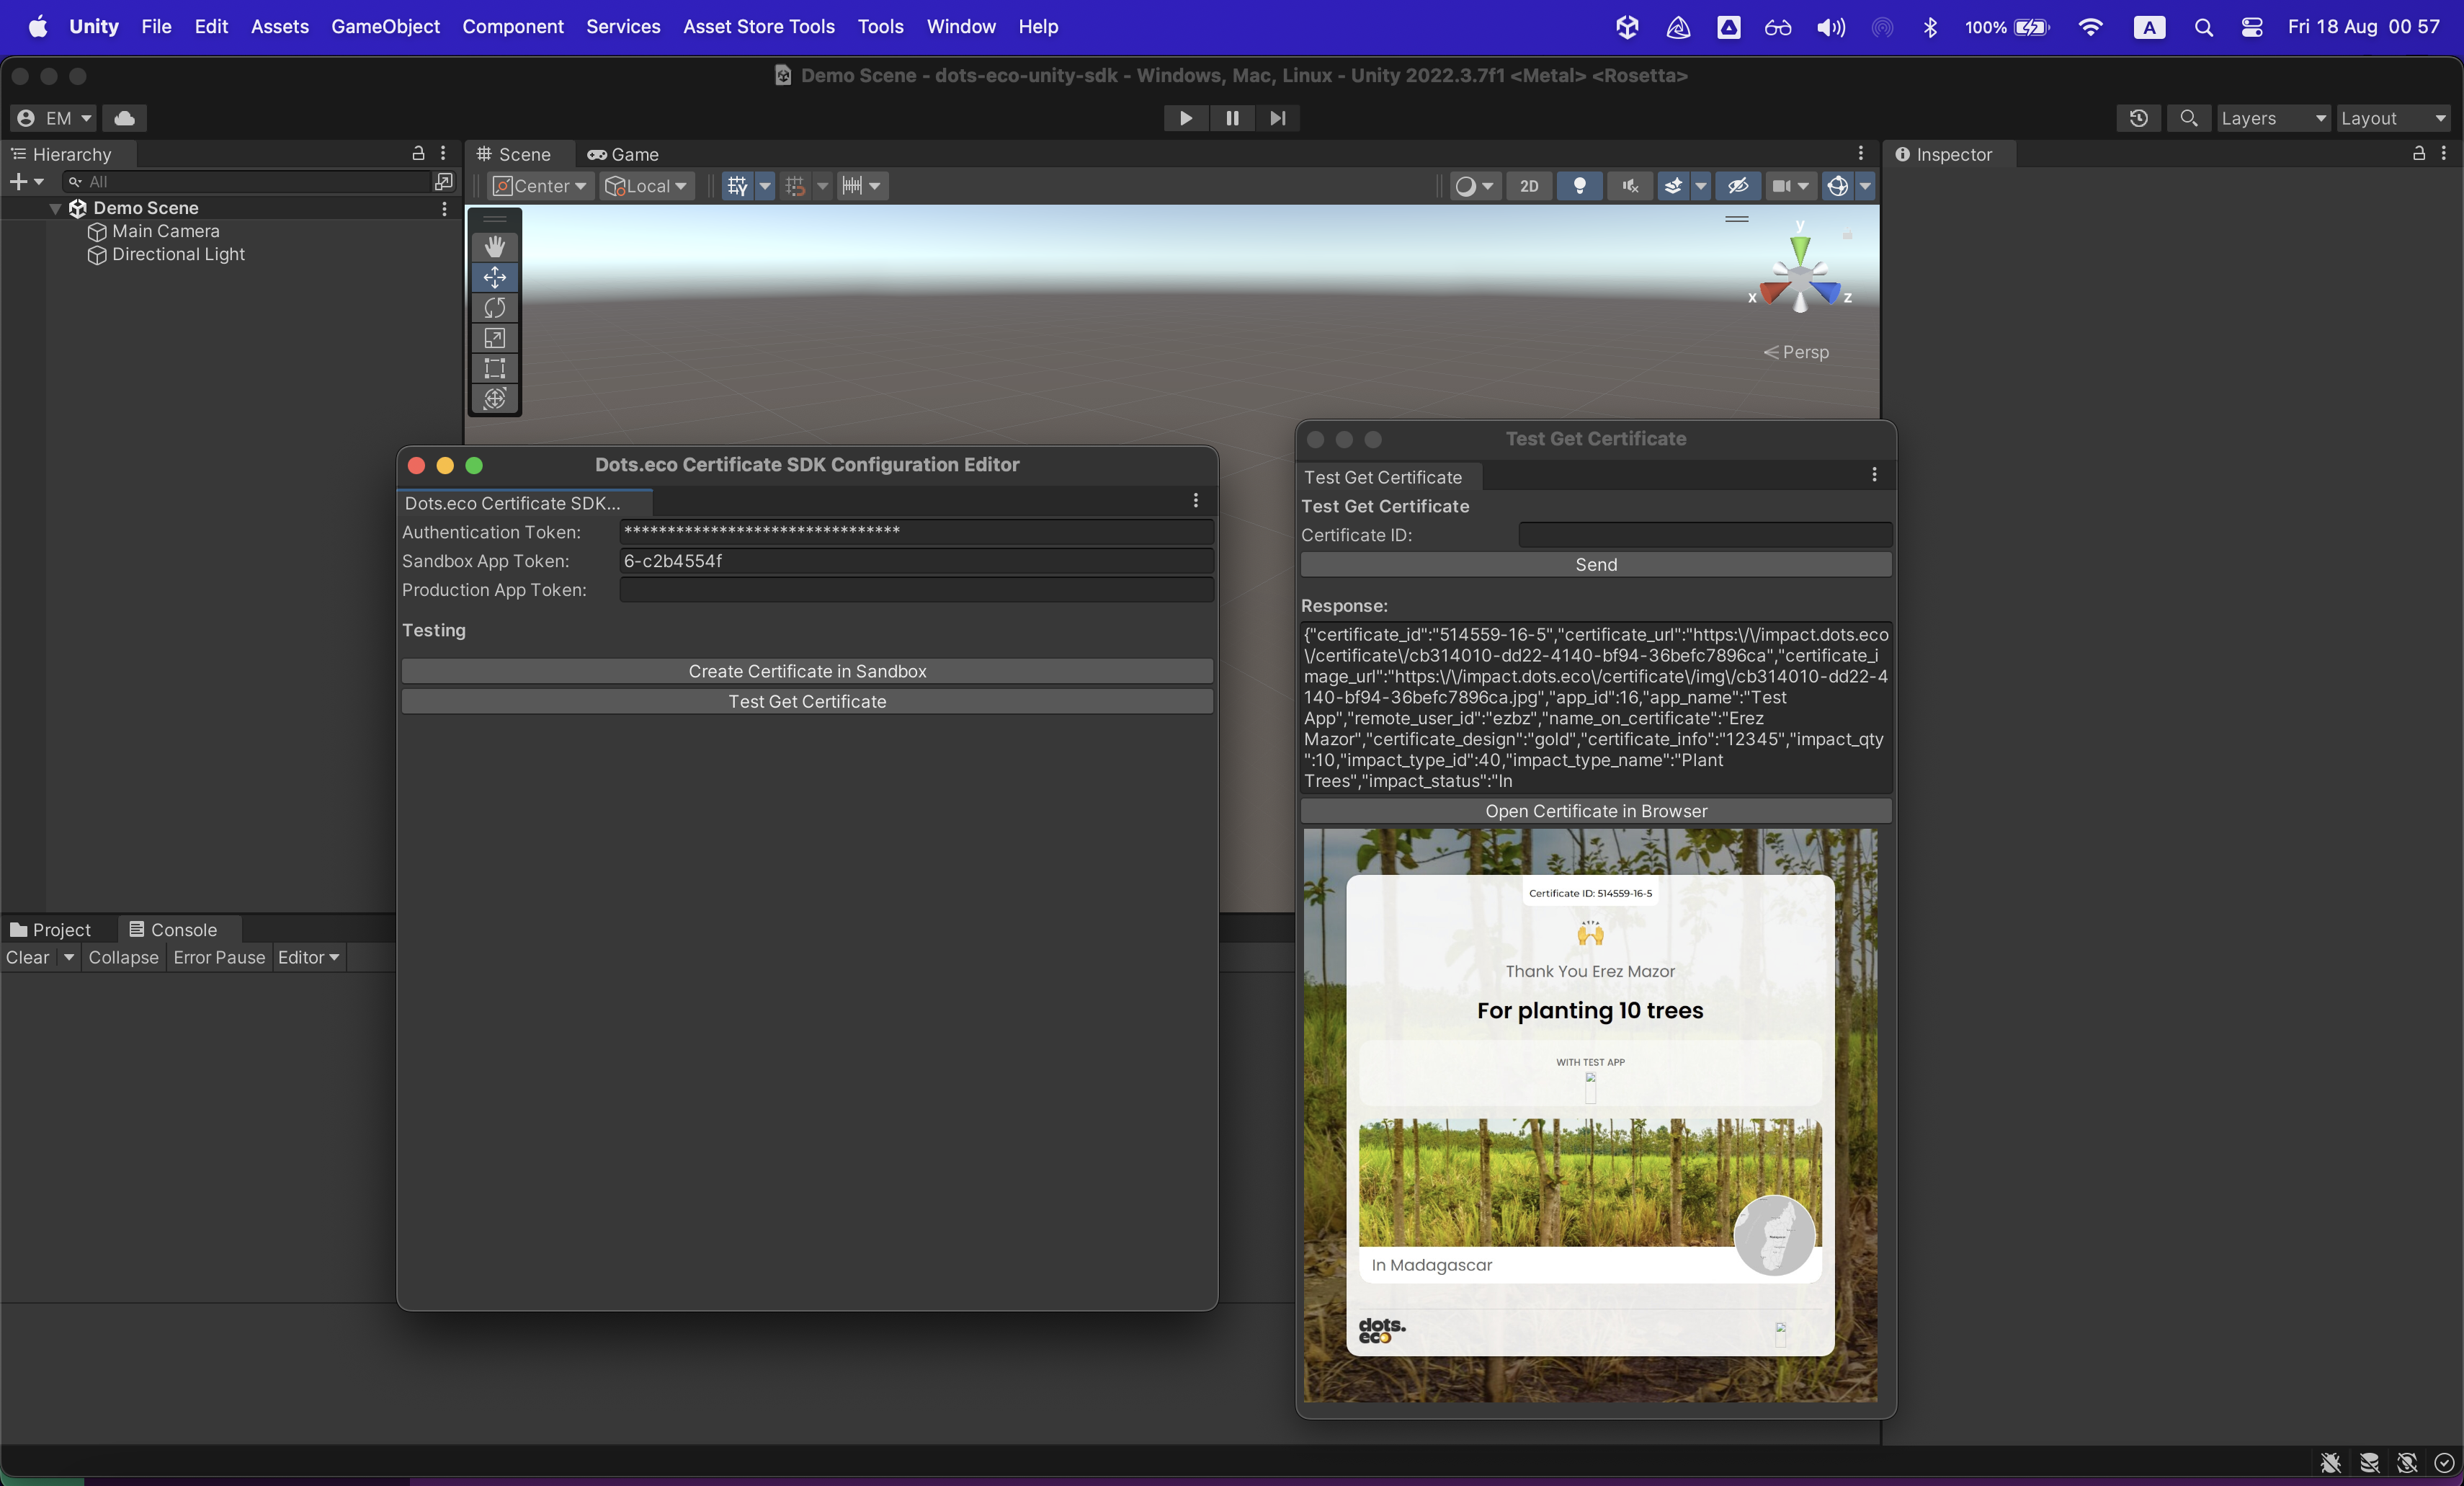 Unity File Edit Assets GameObject Component Services Asset Store Tools Tools Window Help
100%
A
Fri 18 Aug 00 57
Demo Scene - dots-eco-unity-sdk - Windows, Mac, Linux - Unity 2022.3.7f1 <Metal> <Rosetta>
EM
Layers
Layout
Hierarchy
Scene
Game
Inspector
All
Center
Local
2D
Demo Scene
Main Camera
Directional Light
y
x
z
Persp
Dots.eco Certificate SDK Configuration Editor
Dots.eco Certificate SDK...
Authentication Token: ********************************
Sandbox App Token: 6-c2b4554f
Production App Token:
Testing
Create Certificate in Sandbox
Test Get Certificate
Test Get Certificate
Test Get Certificate
Test Get Certificate
Certificate ID:
Send
Response:
{"certificate_id":"514559-16-5","certificate_url":"https:\/\/impact.dots.eco
\/certificate\/cb314010-dd22-4140-bf94-36befc7896ca","certificate_i
mage_url":"https:\/\/impact.dots.eco\/certificate\/img\/cb314010-dd22-4
140-bf94-36befc7896ca.jpg","app_id":16,"app_name":"Test
App","remote_user_id":"ezbz","name_on_certificate":"Erez
Mazor","certificate_design":"gold","certificate_info":"12345","impact_qty
":10,"impact_type_id":40,"impact_type_name":"Plant
Trees","impact_status":"In
Open Certificate in Browser
Certificate ID: 514559-16-5
Thank You Erez Mazor
For planting 10 trees
WITH TEST APP
In Madagascar
dots.
eco
Project
Console
Clear
Collapse
Error Pause
Editor